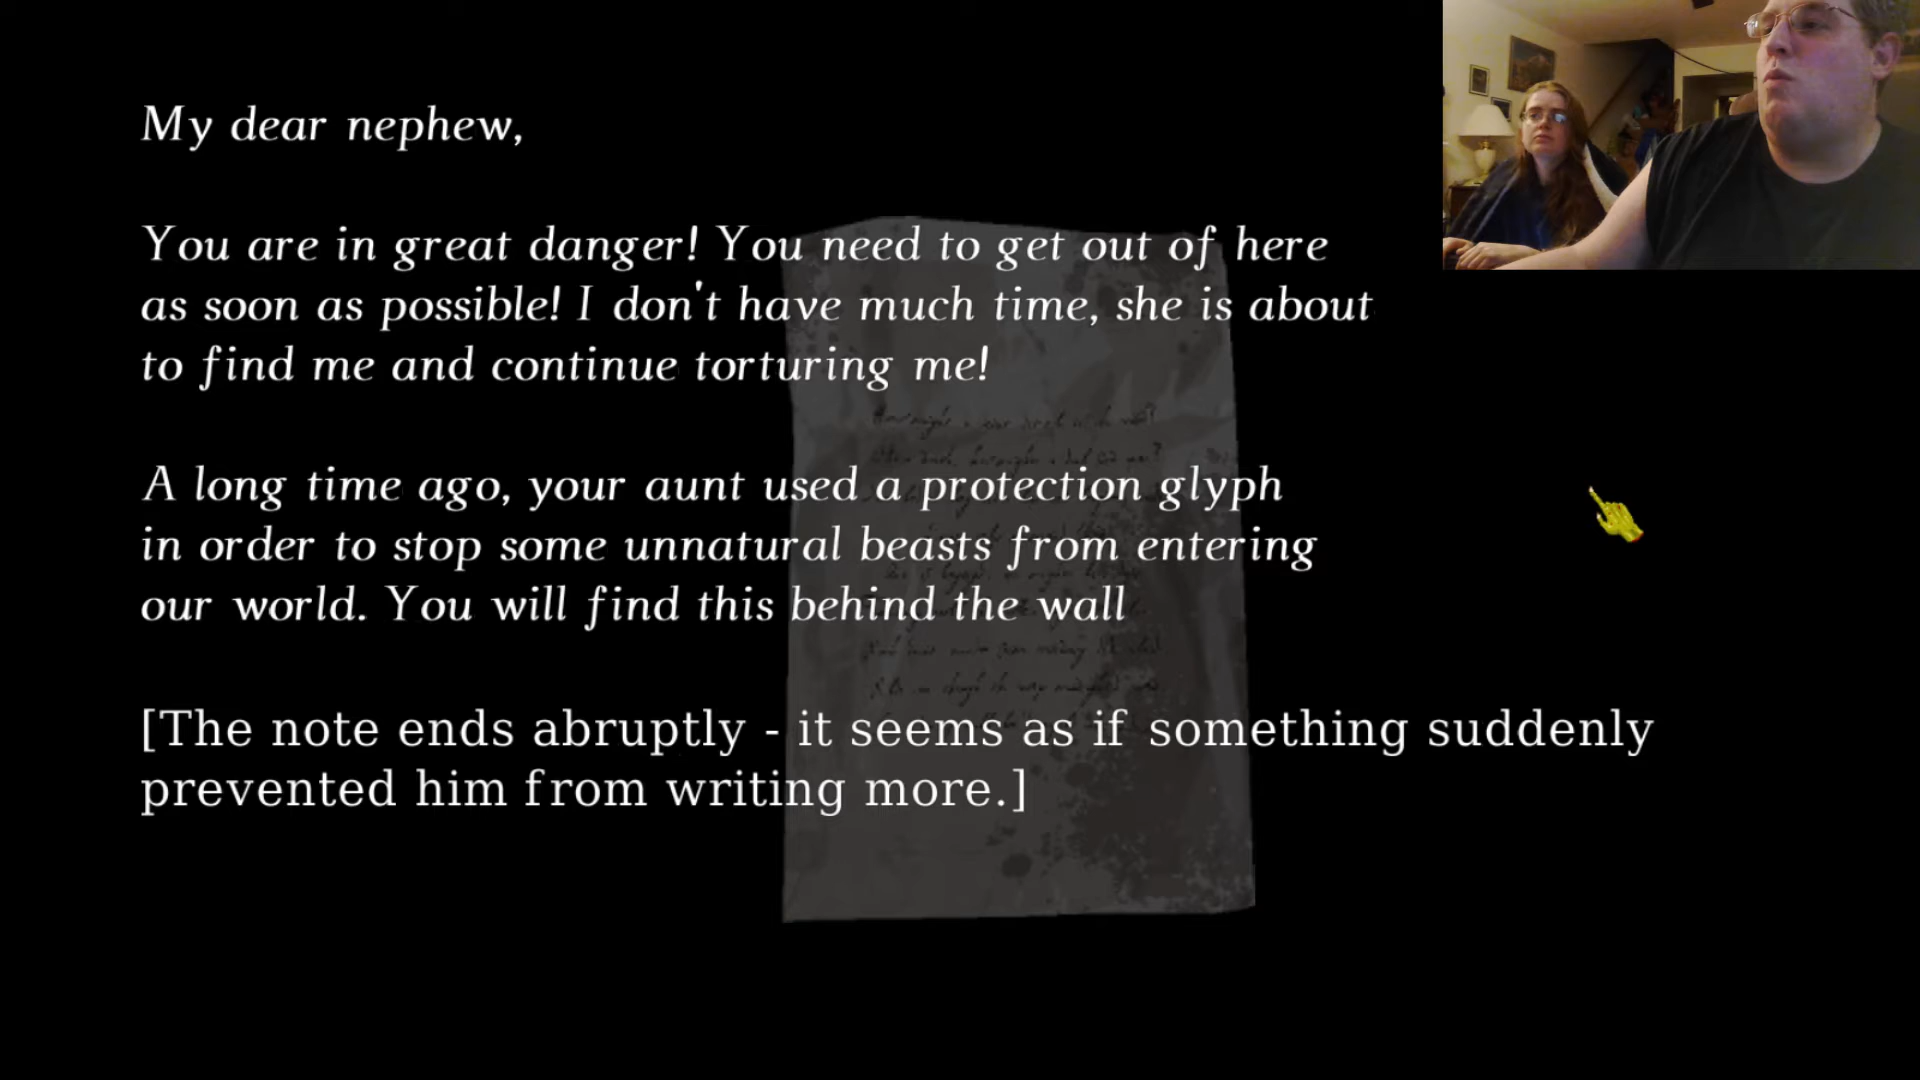 My dear nephew,
You are in great danger! You need to get out of here
as soon as possible! I don't have much time, she is about
to find me and continue torturing me!
A long time ago, your aunt used a protection glyph
in order to stop some unnatural beasts from entering
our world. You will find this behind the wall
[The note ends abruptly - it seems as if something suddenly
prevented him from writing more.]